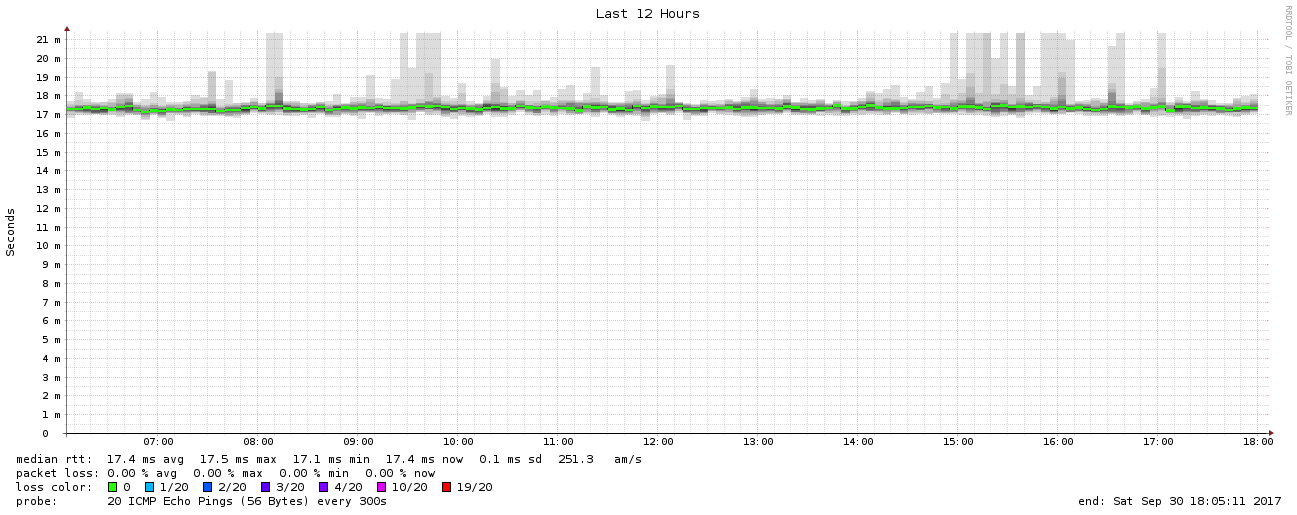 Last 12 Hours
RRDTOOL / TOBI OETIKER
Seconds
21 m
20 m
19 m
18 m
17 m
16 m
15 m
14 m
13 m
12 m
11 m
10 m
9 m
8 m
7 m
6 m
5 m
4 m
3 m
2 m
1 m
0
07:00 08:00 09:00 10:00 11:00 12:00 13:00 14:00 15:00 16:00 17:00 18:00
median rtt: 17.4 ms avg 17.5 ms max 17.1 ms min 17.4 ms now 0.1 ms sd 251.3 am/s
packet loss: 0.00 % avg 0.00 % max 0.00 % min 0.00 % now
loss color: 0 1/20 2/20 3/20 4/20 10/20 19/20
probe: 20 ICMP Echo Pings (56 Bytes) every 300s end: Sat Sep 30 18:05:11 2017